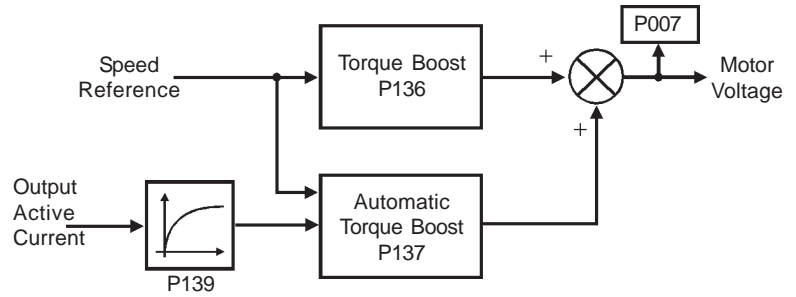 P007
Speed
Reference
Torque Boost
P136
+
Motor
Voltage
+
Output
Active
Current
Automatic
Torque Boost
P137
P139